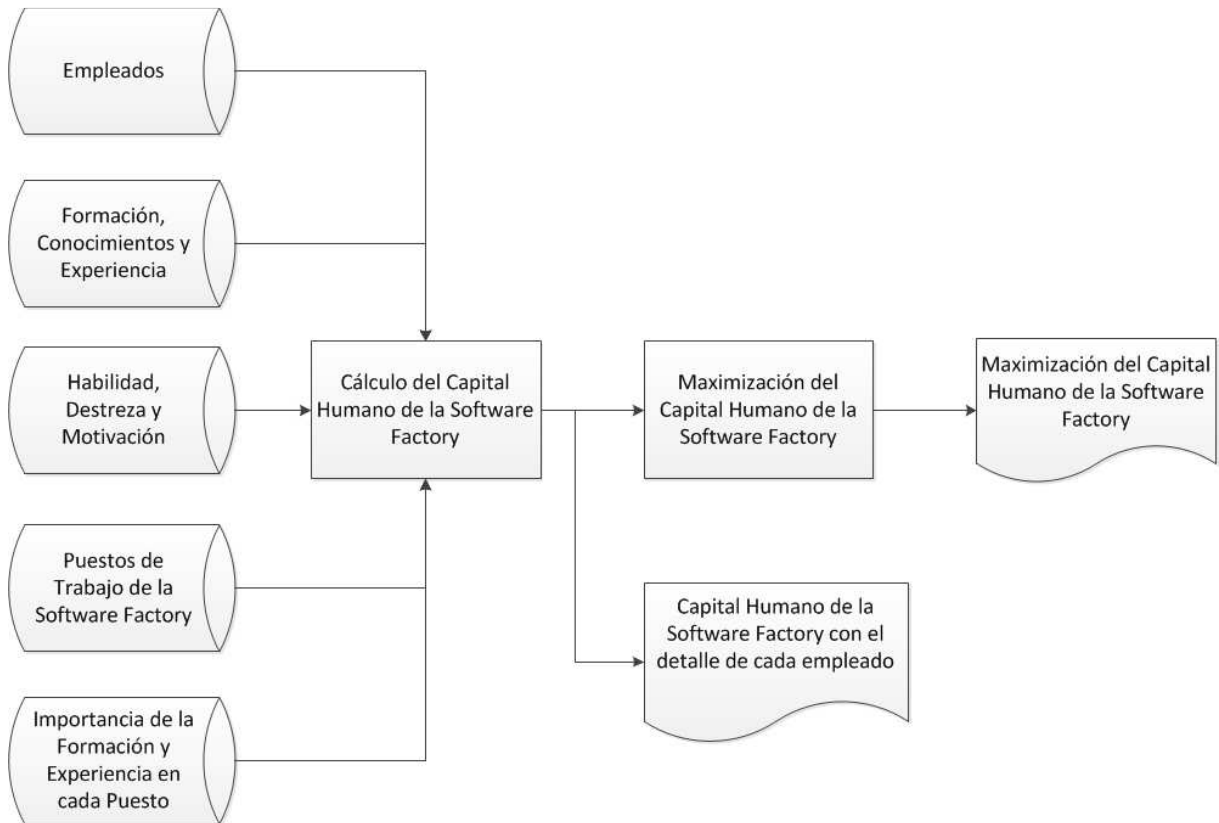 Empleados
Formación,
Conocimientos y
Experiencia
Habilidad,
Destreza y
Motivación
Cálculo del Capital
Humano de la Software
Factory
Maximización del
Capital Humano de la
Software Factory
Maximización del Capital
Humano de la Software
Factory
Puestos de
Trabajo de la
Software Factory
Capital Humano de la
Software Factory con el
detalle de cada empleado
Importancia de la
Formación y
Experiencia en
cada Puesto